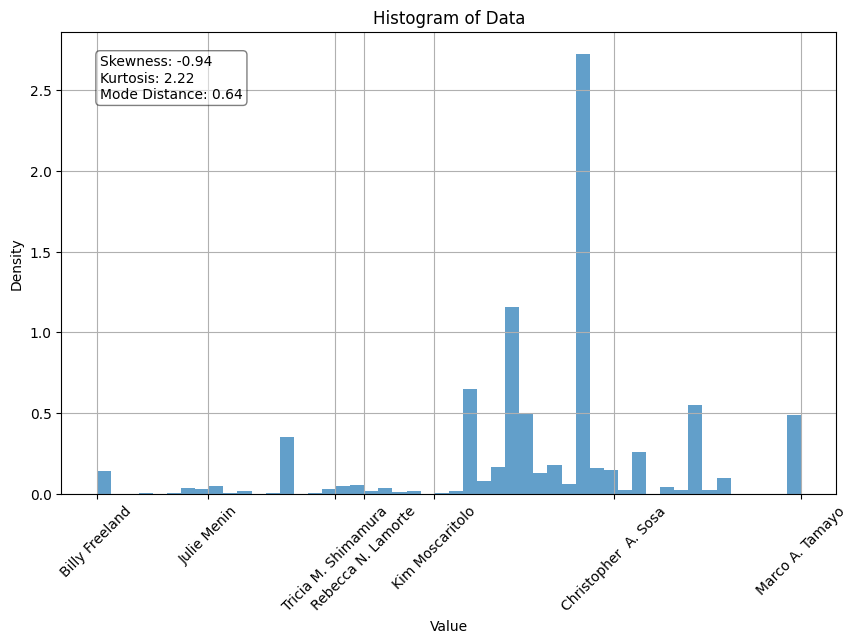 Histogram of Data
Skewness: -0.94
Kurtosis: 2.22
Mode Distance: 0.64
2.5
2.0
1.5
1.0
0.5
0.0
Density
Billy Freeland
Julie Menin
Tricia M. Shimamura
Rebecca N. Lamorte
Kim Moscaritolo
Christopher  A. Sosa
Marco A. Tamayo
Value